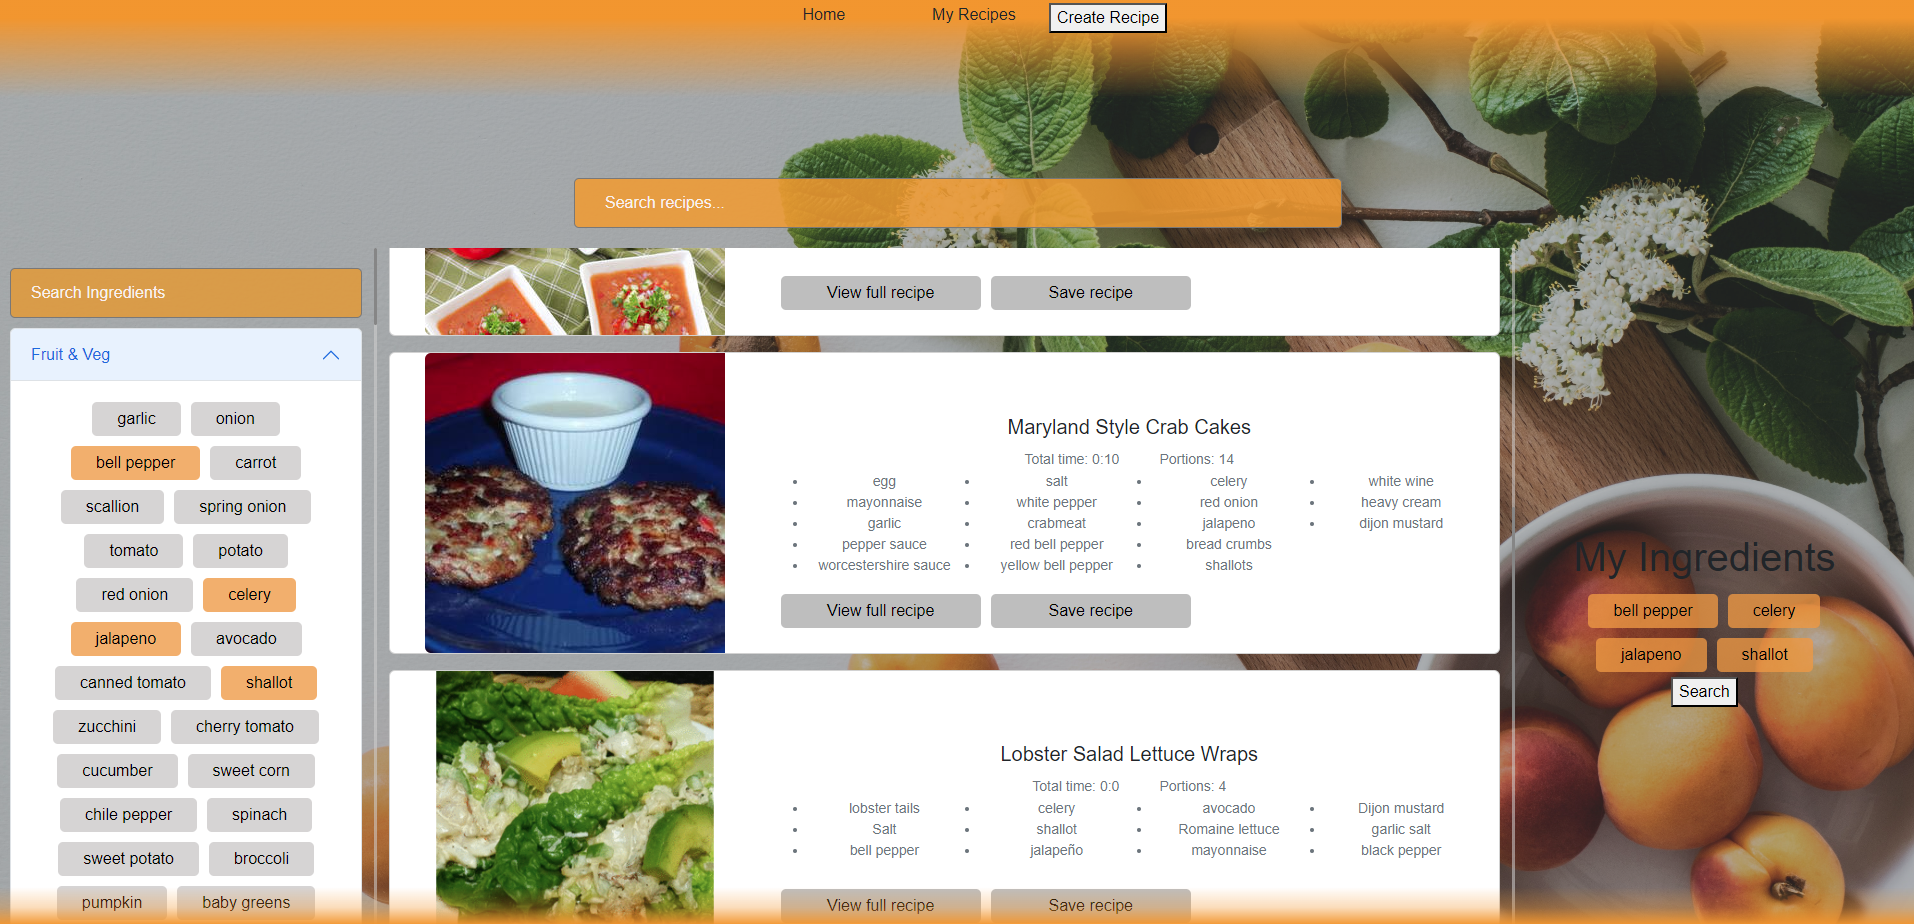 Home My Recipes Create Recipe
Search recipes...
Search Ingredients
Fruit & Veg
garlic onion
bell pepper carrot
scallion spring onion
tomato potato
red onion celery
jalapeno avocado
canned tomato shallot
zucchini cherry tomato
cucumber sweet corn
chile pepper spinach
sweet potato broccoli
pumpkin baby greens
View full recipe Save recipe
Maryland Style Crab Cakes
Total time: 0:10 Portions: 14
• egg • salt • celery • white wine
• mayonnaise • white pepper • red onion • heavy cream
• garlic • crabmeat • jalapeno • dijon mustard
• pepper sauce • red bell pepper • bread crumbs
• worcestershire sauce • yellow bell pepper • shallots
View full recipe Save recipe
Lobster Salad Lettuce Wraps
Total time: 0:0 Portions: 4
• lobster tails • celery • avocado • Dijon mustard
• Salt • shallot • Romaine lettuce • garlic salt
• bell pepper • jalapeño • mayonnaise • black pepper
View full recipe Save recipe
My Ingredients
bell pepper celery
jalapeno shallot
Search